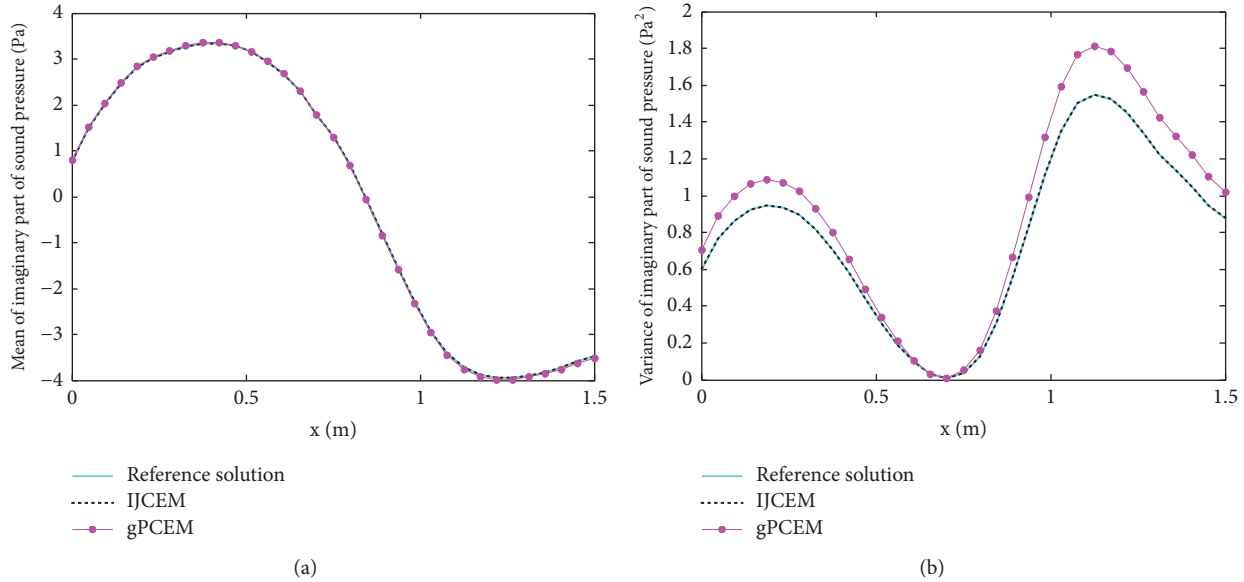 Mean of imaginary part of sound pressure (Pa)
4
3
2
1
0
−1
−2
−3
−4
0
0.5
1
1.5
x (m)
Reference solution
IJCEM
gPCEM
(a)
Variance of imaginary part of sound pressure (Pa²)
2
1.8
1.6
1.4
1.2
1
0.8
0.6
0.4
0.2
0
0
0.5
1
1.5
x (m)
Reference solution
IJCEM
gPCEM
(b)